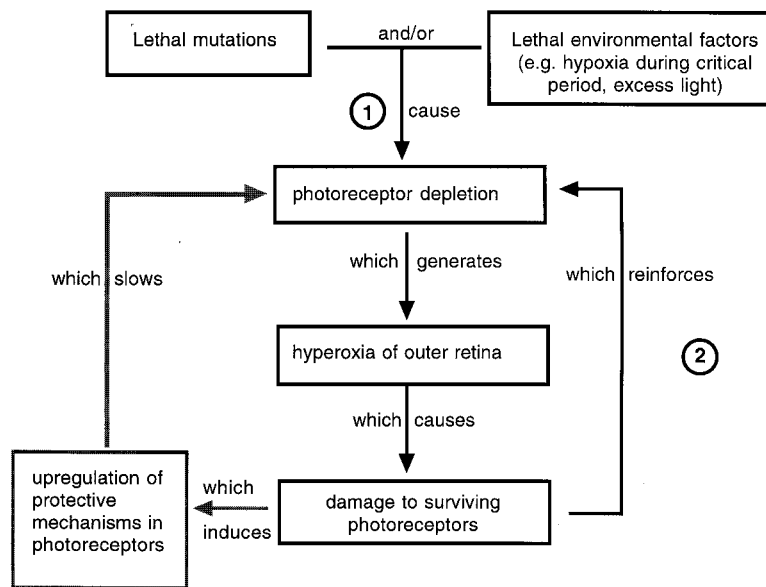 Lethal mutations
and/or
Lethal environmental factors
(e.g. hypoxia during critical
period, excess light)
1
cause
photoreceptor depletion
which generates
which slows
which reinforces
hyperoxia of outer retina
2
which causes
upregulation of
protective
mechanisms in
photoreceptors
which
induces
damage to surviving
photoreceptors